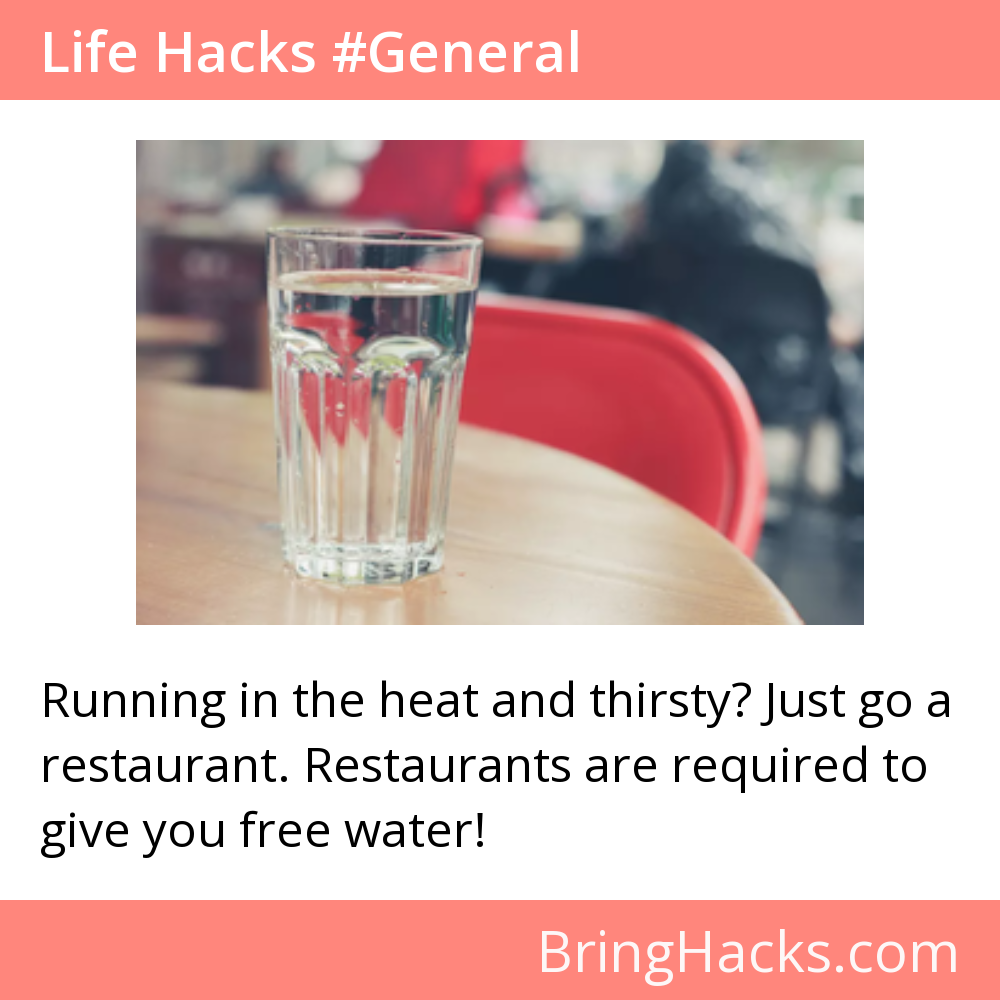 Life Hacks #General
Running in the heat and thirsty? Just go a
restaurant. Restaurants are required to
give you free water!
BringHacks.com